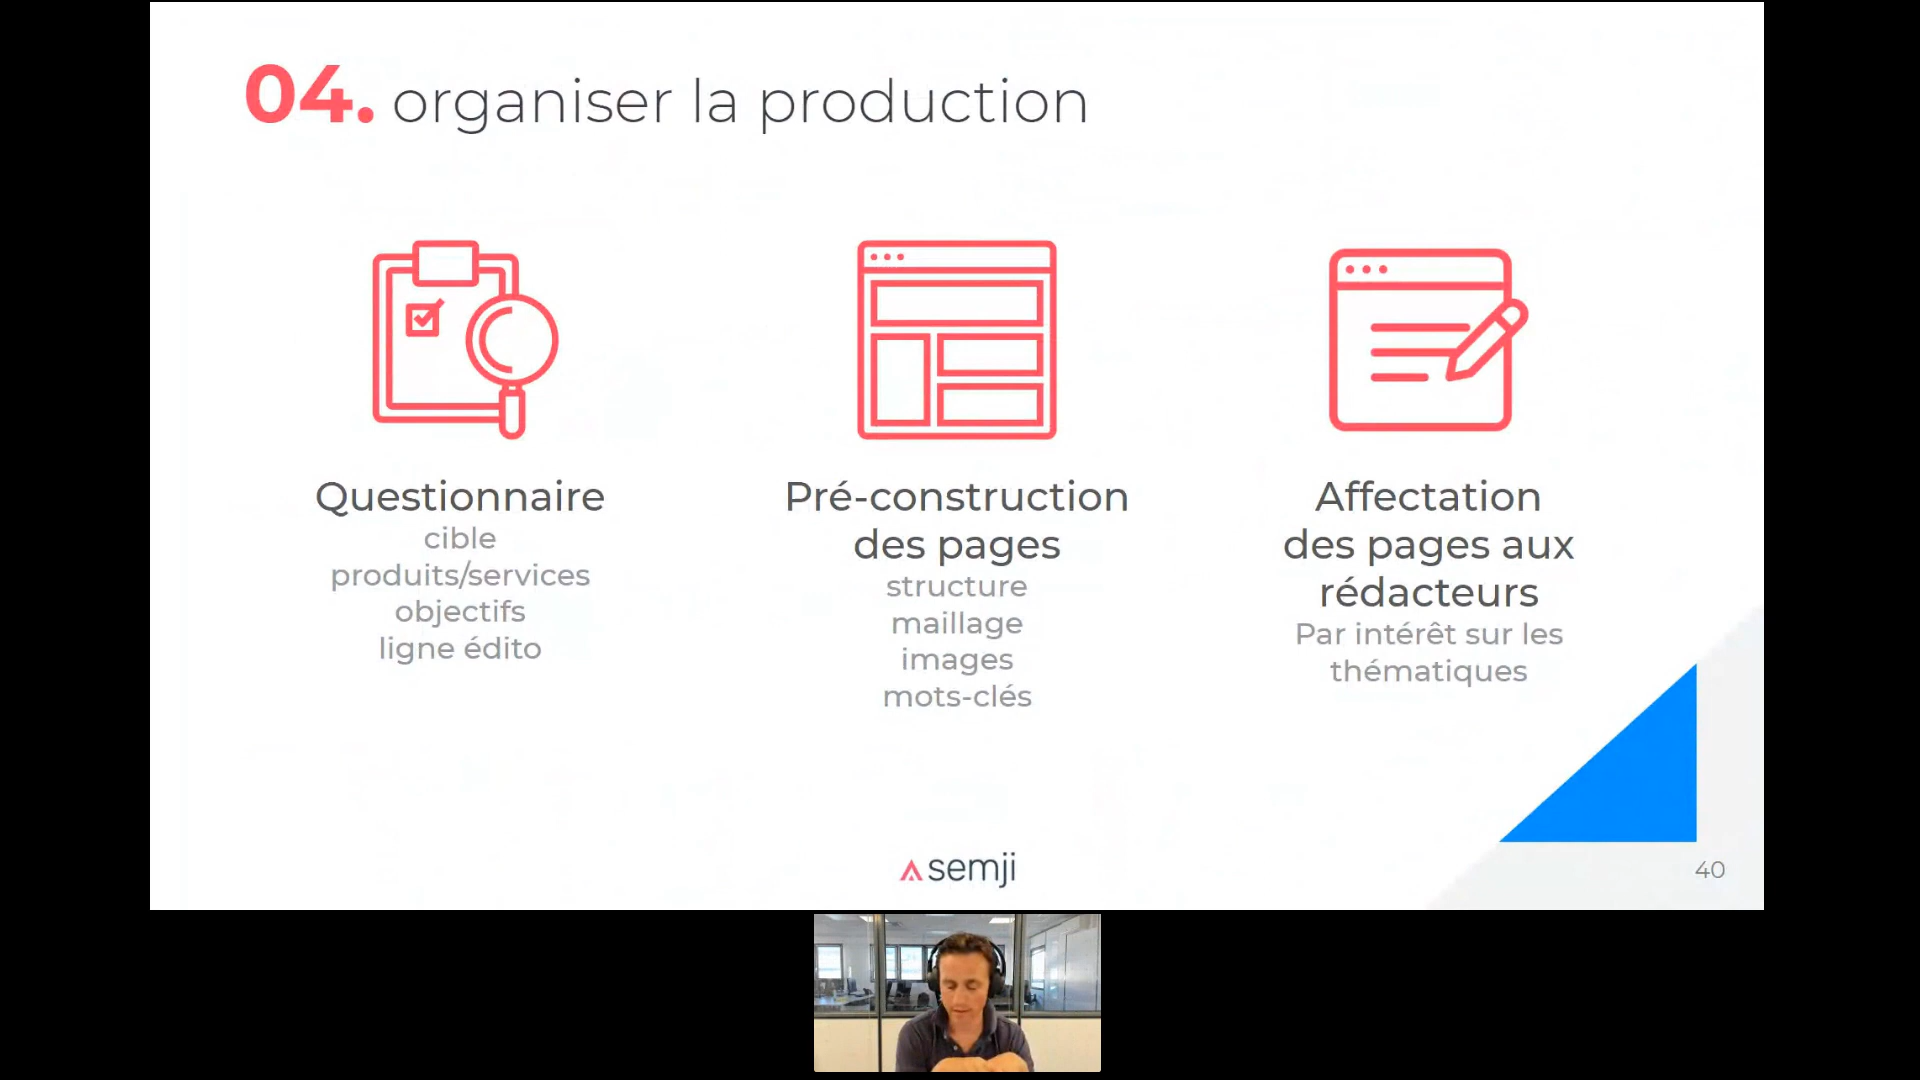 04. organiser la production
Questionnaire
cible
produits/services
objectifs
ligne édito
Pré-construction
des pages
structure
maillage
images
mots-clés
Affectation
des pages aux
rédacteurs
Par intérêt sur les
thématiques
semji
40